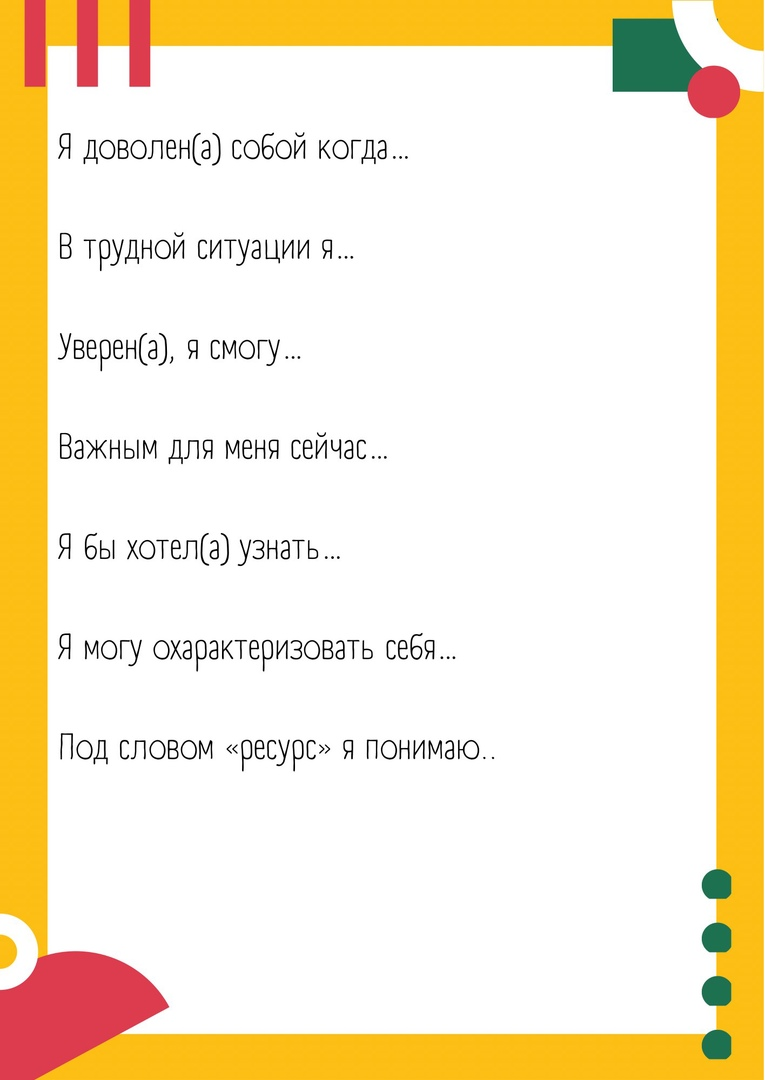 Я доволен(а) собой когда...
В трудной ситуации я...
Уверен(а), я смогу...
Важным для меня сейчас...
Я бы хотел(а) узнать...
Я могу охарактеризовать себя...
Под словом «ресурс» я понимаю..